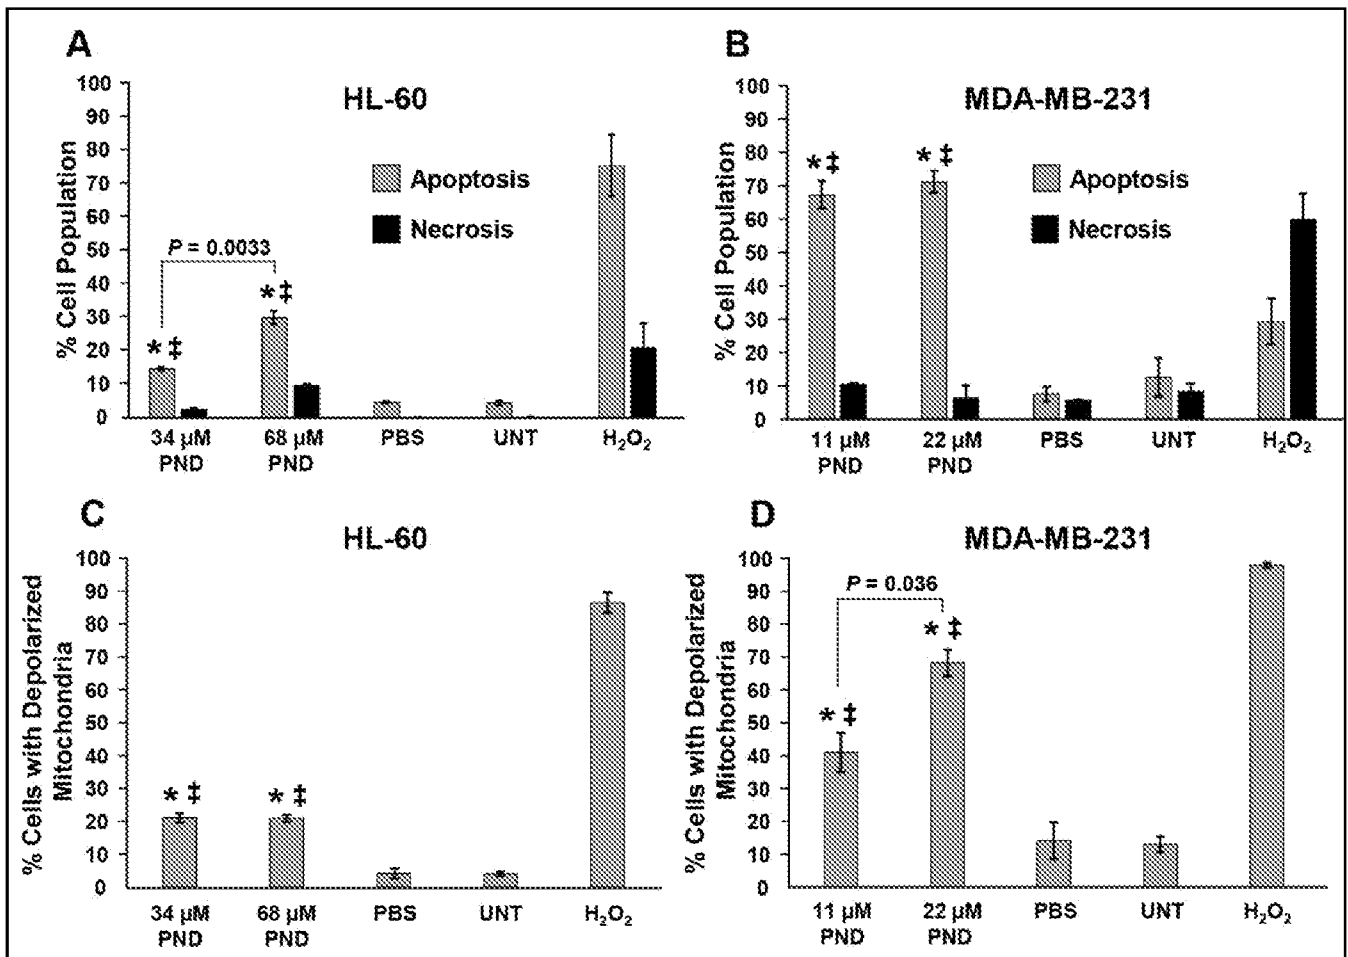 A
HL-60
% Cell Population
100
90
80
70
60
50
40
30
20
10
0
Apoptosis
Necrosis
P = 0.0033
* ‡
* ‡
34 µM PND
68 µM PND
PBS
UNT
H₂O₂
B
MDA-MB-231
% Cell Population
100
90
80
70
60
50
40
30
20
10
0
* ‡
* ‡
Apoptosis
Necrosis
11 µM PND
22 µM PND
PBS
UNT
H₂O₂
C
HL-60
% Cells with Depolarized
Mitochondria
100
90
80
70
60
50
40
30
20
10
0
* ‡
* ‡
34 µM PND
68 µM PND
PBS
UNT
H₂O₂
D
MDA-MB-231
% Cells with Depolarized
Mitochondria
100
90
80
70
60
50
40
30
20
10
0
P = 0.036
* ‡
* ‡
11 µM PND
22 µM PND
PBS
UNT
H₂O₂